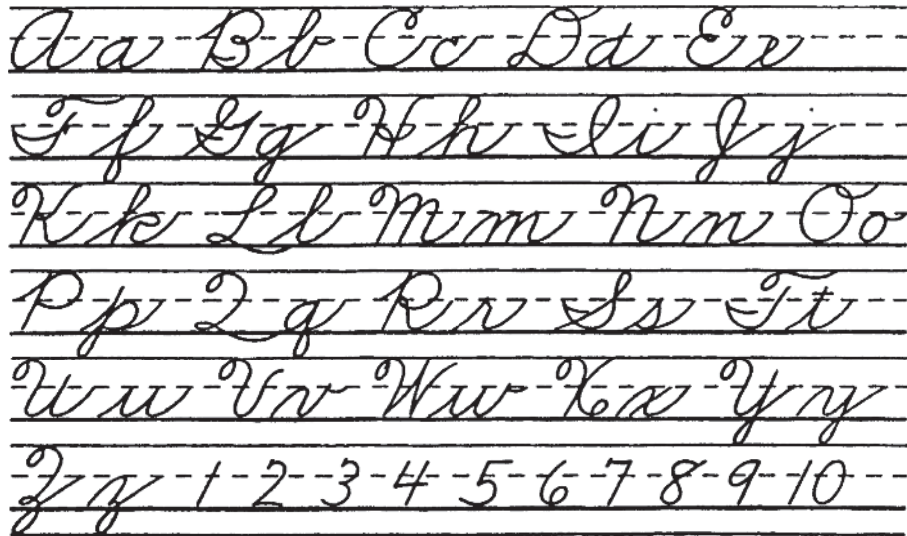 Aa Bb Cc Dd Ee
Ff Gg Hh Ii Jj
Kk Ll Mm Nn Oo
Pp Qq Rr Ss Tt
Uu Vv Ww Xx Yy
Zz 1 2 3 4 5 6 7 8 9 10